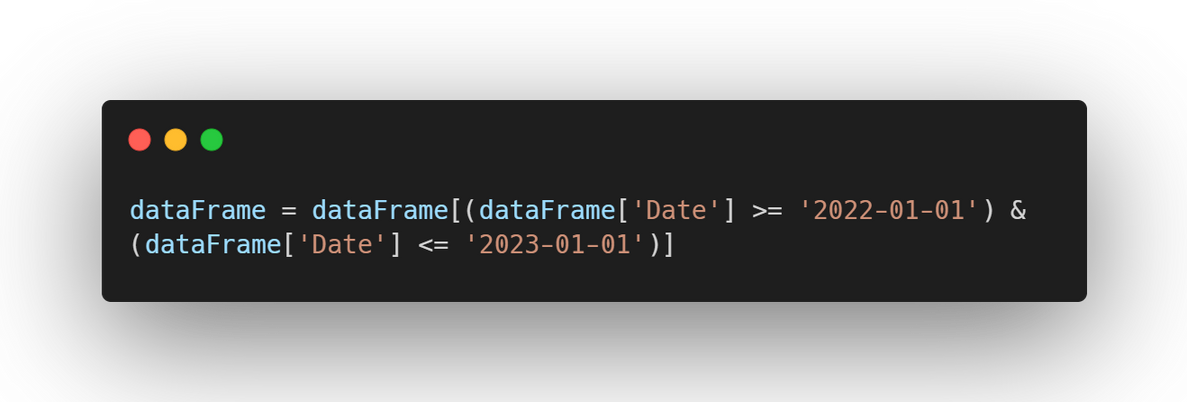 dataFrame = dataFrame[(dataFrame['Date'] >= '2022-01-01') &
(dataFrame['Date'] <= '2023-01-01')]